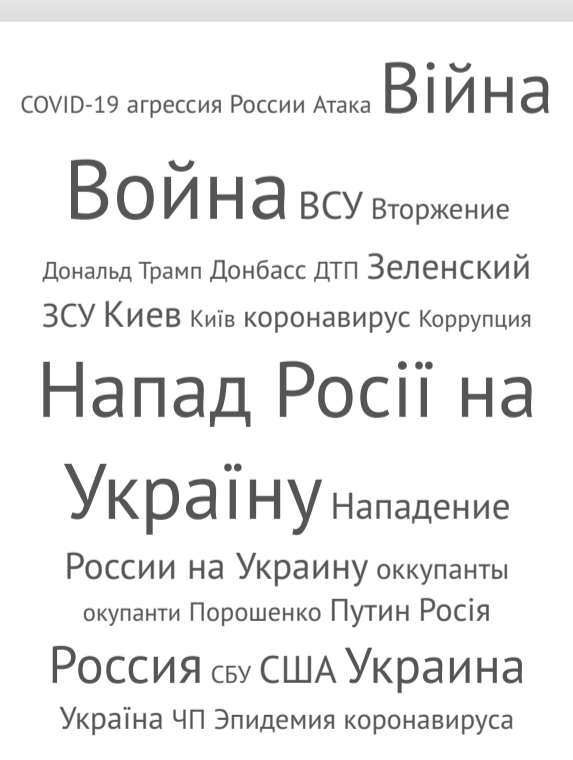 COVID-19 агрессия России Атака Війна
Война ВСУ Вторжение
Дональд Трамп Донбасс ДТП Зеленский
ЗСУ Киев Київ коронавирус Коррупция
Напад Росії на
Україну Нападение
России на Украину оккупанты
окупанти Порошенко Путин Росія
Россия СБУ США Украина
Україна ЧП Эпидемия коронавируса